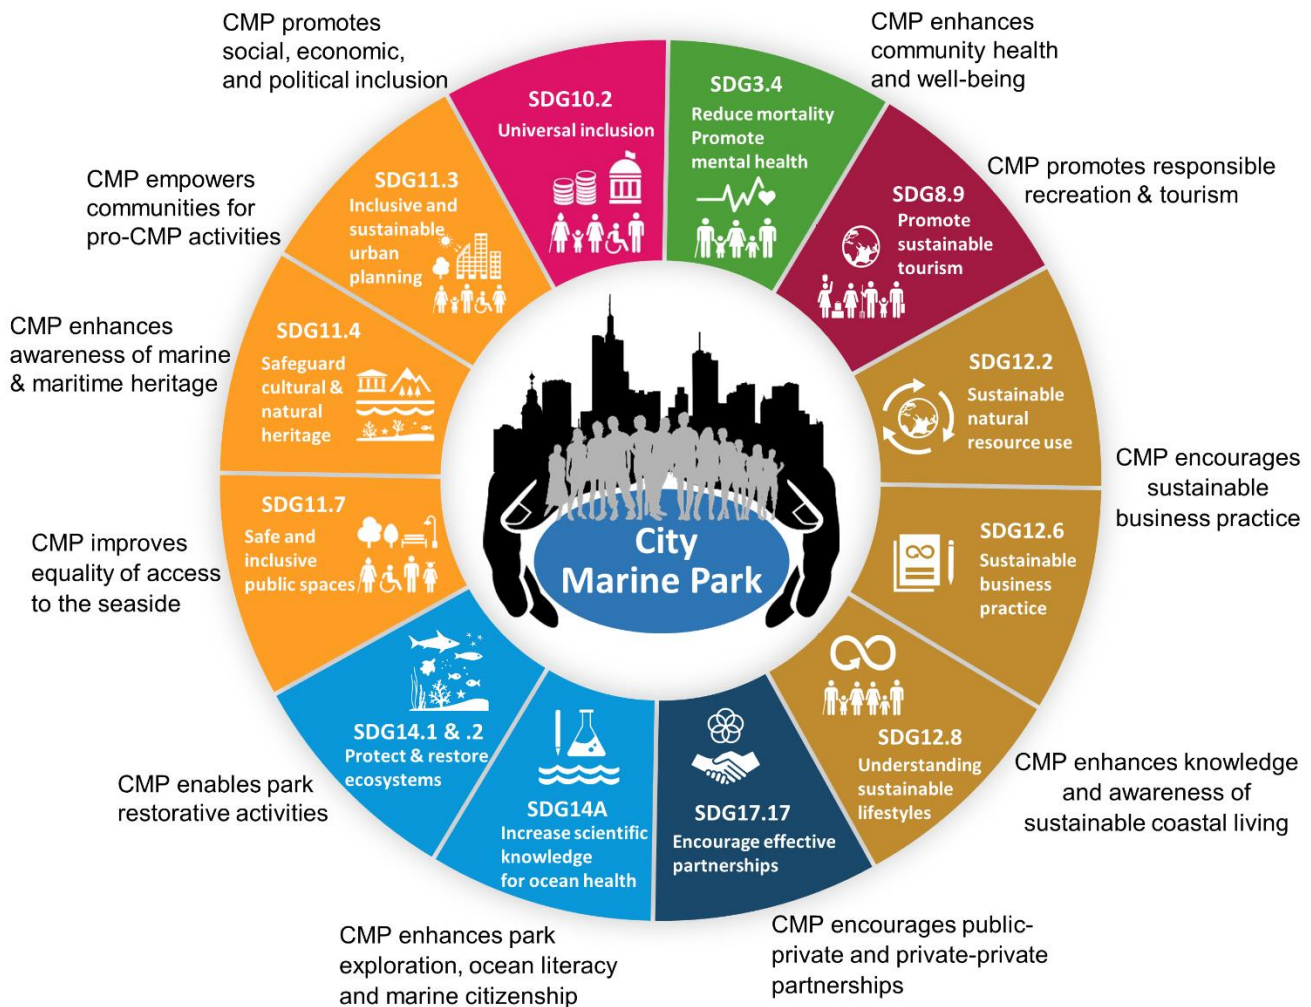 CMP promotes
social, economic,
and political inclusion
CMP enhances
community health
and well-being
CMP promotes responsible
recreation & tourism
CMP encourages
sustainable
business practice
CMP enhances knowledge
and awareness of
sustainable coastal living
CMP encourages public-
private and private-private
partnerships
CMP enhances park
exploration, ocean literacy
and marine citizenship
CMP enables park
restorative activities
CMP improves
equality of access
to the seaside
CMP enhances
awareness of marine
& maritime heritage
CMP empowers
communities for
pro-CMP activities
SDG10.2
Universal inclusion
SDG3.4
Reduce mortality
Promote
mental health
SDG8.9
Promote
sustainable
tourism
SDG12.2
Sustainable
natural
resource use
SDG12.6
Sustainable
business
practice
SDG12.8
Understanding
sustainable
lifestyles
SDG17.17
Encourage effective
partnerships
SDG14A
Increase scientific
knowledge
for ocean health
SDG14.1 & .2
Protect & restore
ecosystems
SDG11.7
Safe and
inclusive
public spaces
SDG11.4
Safeguard
cultural &
natural
heritage
SDG11.3
Inclusive and
sustainable
urban
planning
City
Marine Park